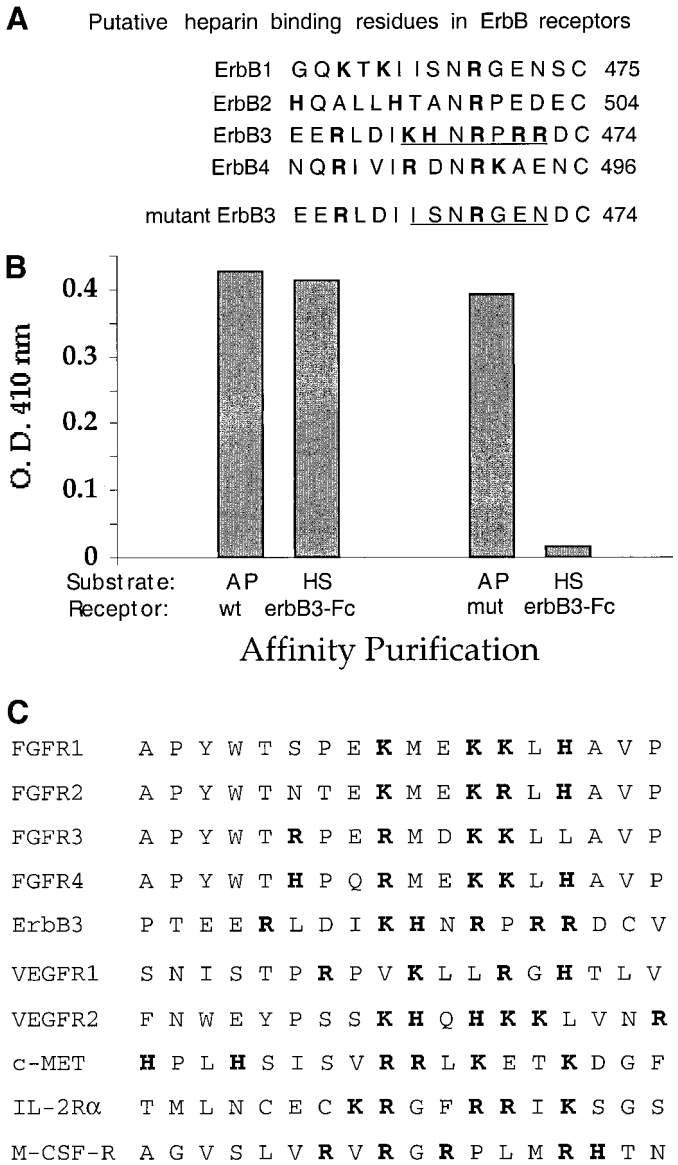 A Putative heparin binding residues in ErbB receptors
ErbB1 G Q K T K I I S N R G E N S C 475
ErbB2 H Q A L L H T A N R P E D E C 504
ErbB3 E E R L D I K H N R P R R D C 474
ErbB4 N Q R I V I R D N R K A E N C 496
mutant ErbB3 E E R L D I I S N R G E N D C 474
B
0.4
0.3
0.2
0.1
0
O. D. 410 nm
Substrate: AP HS AP HS
Receptor: wt erbB3-Fc mut erbB3-Fc
Affinity Purification
C
FGFR1 A P Y W T S P E K M E K K L H A V P
FGFR2 A P Y W T N T E K M E K R L H A V P
FGFR3 A P Y W T R P E R M D K K L L A V P
FGFR4 A P Y W T H P Q R M E K K L H A V P
ErbB3 P T E E R L D I K H N R P R R D C V
VEGFR1 S N I S T P R P V K L L R G H T L V
VEGFR2 F N W E Y P S S K H Q H K K L V N R
c-MET H P L H S I S V R R L K E T K D G F
IL-2Rα T M L N C E C K R G F R R I K S G S
M-CSF-R A G V S L V R V R G R P L M R H T N